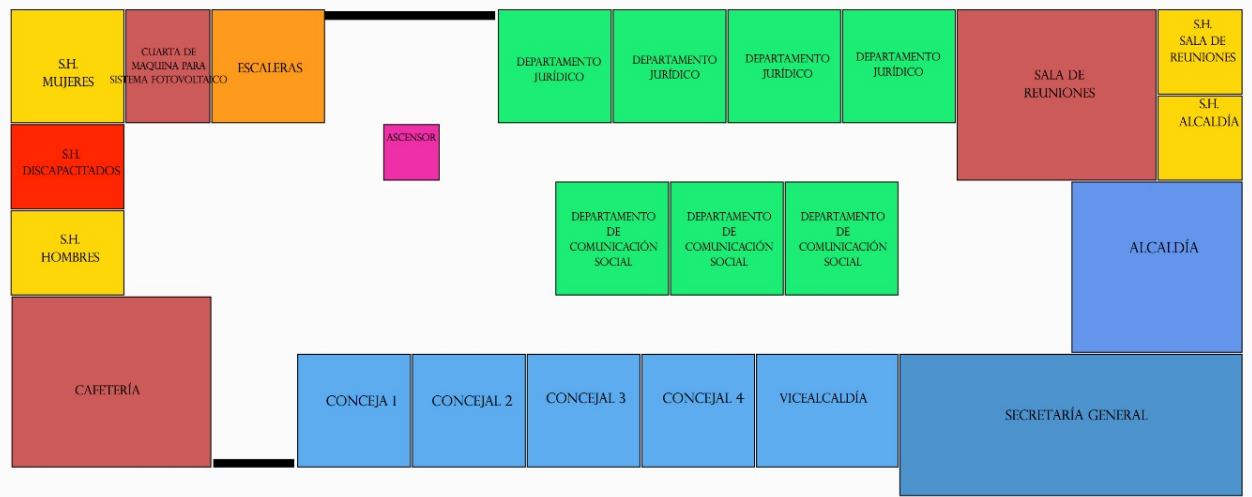 S.H.
MUJERES
CUARTA DE
MAQUINA PARA
SISTEMA FOTOVOLTAICO
ESCALERAS
DEPARTAMENTO
JURÍDICO
DEPARTAMENTO
JURÍDICO
DEPARTAMENTO
JURÍDICO
DEPARTAMENTO
JURÍDICO
SALA DE
REUNIONES
S.H.
SALA DE
REUNIONES
S.H.
ALCALDÍA
S.H.
DISCAPACITADOS
ASCENSOR
S.H.
HOMBRES
DEPARTAMENTO
DE
COMUNICACIÓN
SOCIAL
DEPARTAMENTO
DE
COMUNICACIÓN
SOCIAL
DEPARTAMENTO
DE
COMUNICACIÓN
SOCIAL
ALCALDÍA
CAFETERÍA
CONCEJA 1
CONCEJAL 2
CONCEJAL 3
CONCEJAL 4
VICEALCALDÍA
SECRETARÍA GENERAL